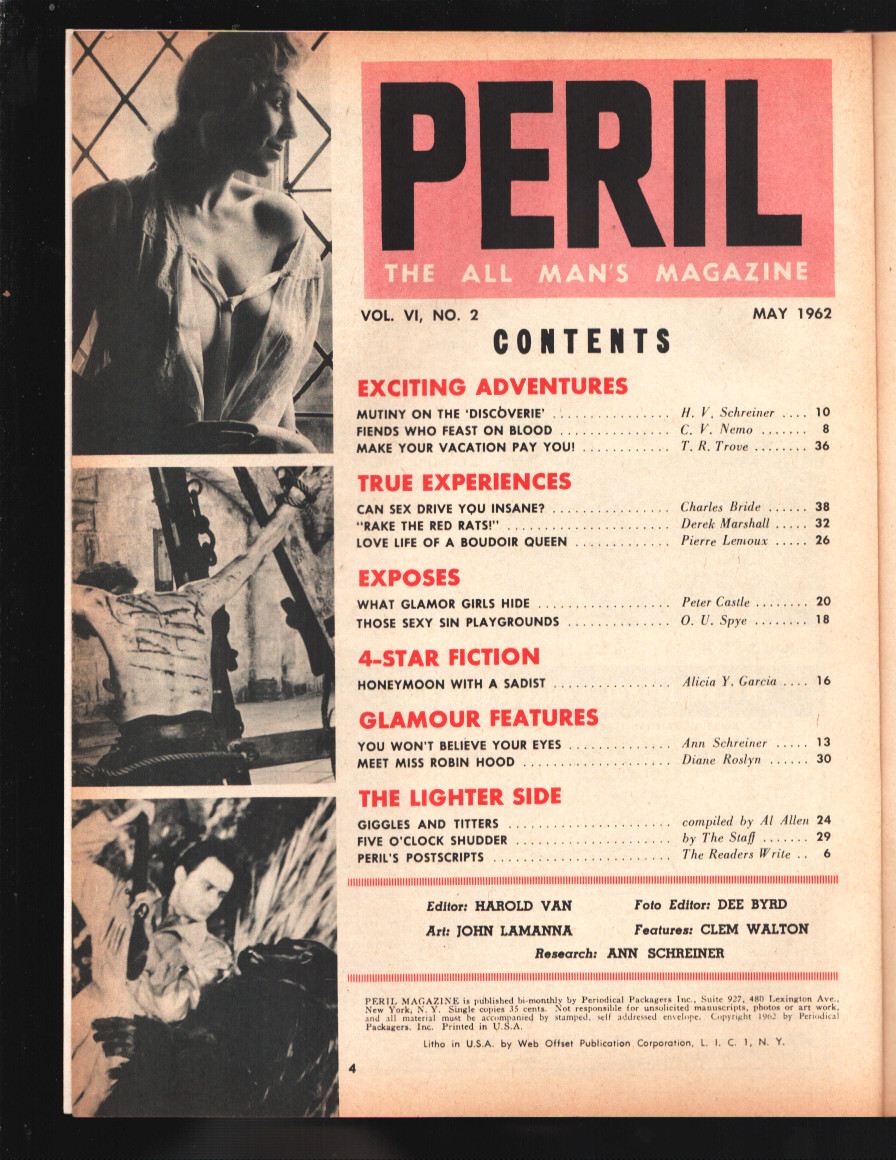 PERIL
THE ALL MAN'S MAGAZINE
VOL. VI, NO. 2 MAY 1962
CONTENTS
EXCITING ADVENTURES
MUTINY ON THE 'DISCOVERIE' ................ H. V. Schreiner .... 10
FIENDS WHO FEAST ON BLOOD ............... C. V. Nemo ....... 8
MAKE YOUR VACATION PAY YOU! ............ T. R. Trove ........ 36
TRUE EXPERIENCES
CAN SEX DRIVE YOU INSANE? ................ Charles Bride ...... 38
"RAKE THE RED RATS!" ...................... Derek Marshall ..... 32
LOVE LIFE OF A BOUDOIR QUEEN ............. Pierre Lemoux ..... 26
EXPOSES
WHAT GLAMOR GIRLS HIDE .................. Peter Castle ........ 20
THOSE SEXY SIN PLAYGROUNDS .............. O. U. Spye ........ 18
4-STAR FICTION
HONEYMOON WITH A SADIST ................ Alicia Y. Garcia .... 16
GLAMOUR FEATURES
YOU WON'T BELIEVE YOUR EYES .............. Ann Schreiner ..... 13
MEET MISS ROBIN HOOD .................... Diane Roslyn ...... 30
THE LIGHTER SIDE
GIGGLES AND TITTERS ...................... compiled by Al Allen 24
FIVE O'CLOCK SHUDDER ..................... by The Staff ....... 29
PERIL'S POSTSCRIPTS ........................ The Readers Write .. 6
Editor: HAROLD VAN Foto Editor: DEE BYRD
Art: JOHN LAMANNA Features: CLEM WALTON
Research: ANN SCHREINER
PERIL MAGAZINE is published bi-monthly by Periodical Packagers Inc., Suite 927, 480 Lexington Ave.,
New York, N. Y. Single copies 35 cents. Not responsible for unsolicited manuscripts, photos or art work,
and all material must be accompanied by stamped, self addressed envelope. Copyright 1962 by Periodical
Packagers. Inc. Printed in U.S.A.
Litho in U.S.A. by Web Offset Publication Corporation, L. I. C. 1, N. Y.
4